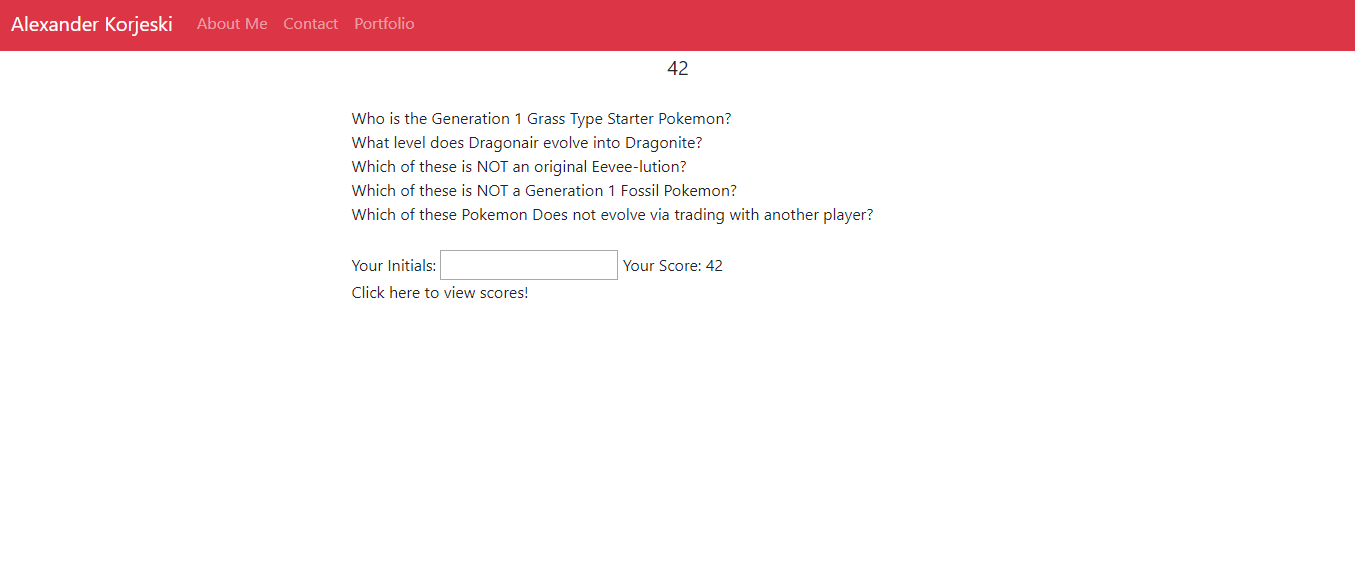 Alexander Korjeski About Me Contact Portfolio
42
Who is the Generation 1 Grass Type Starter Pokemon?
What level does Dragonair evolve into Dragonite?
Which of these is NOT an original Eevee-lution?
Which of these is NOT a Generation 1 Fossil Pokemon?
Which of these Pokemon Does not evolve via trading with another player?
Your Initials: Your Score: 42
Click here to view scores!